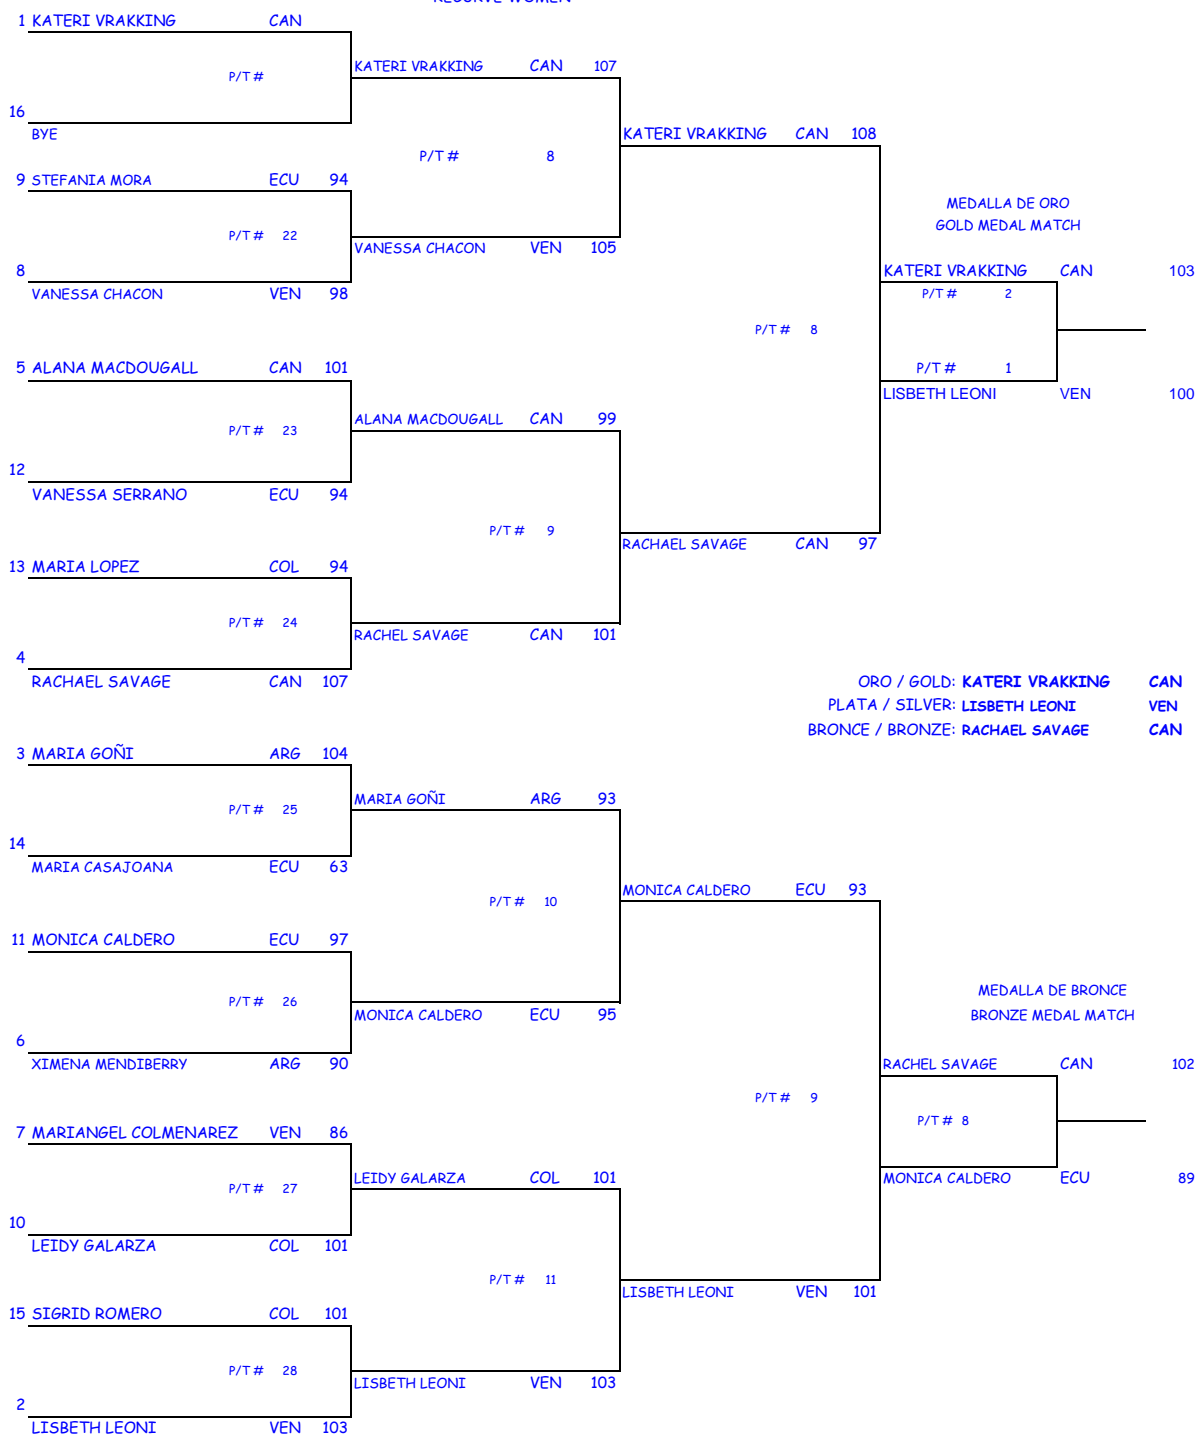 RECURVE WOMEN
1 KATERI VRAKKING CAN
P/T #
16
BYE
KATERI VRAKKING CAN 107
P/T # 8
9 STEFANIA MORA ECU 94
P/T # 22
8
VANESSA CHACON VEN 98
VANESSA CHACON VEN 105
KATERI VRAKKING CAN 108
P/T # 8
5 ALANA MACDOUGALL CAN 101
P/T # 23
12
VANESSA SERRANO ECU 94
ALANA MACDOUGALL CAN 99
P/T # 9
13 MARIA LOPEZ COL 94
P/T # 24
4
RACHAEL SAVAGE CAN 107
RACHEL SAVAGE CAN 101
RACHAEL SAVAGE CAN 97
MEDALLA DE ORO
GOLD MEDAL MATCH
KATERI VRAKKING CAN 103
P/T # 2
P/T # 1
LISBETH LEONI VEN 100
ORO / GOLD: KATERI VRAKKING CAN
PLATA / SILVER: LISBETH LEONI VEN
BRONCE / BRONZE: RACHAEL SAVAGE CAN
3 MARIA GOÑI ARG 104
P/T # 25
14
MARIA CASAJOANA ECU 63
MARIA GOÑI ARG 93
P/T # 10
11 MONICA CALDERO ECU 97
P/T # 26
6
XIMENA MENDIBERRY ARG 90
MONICA CALDERO ECU 95
MONICA CALDERO ECU 93
P/T # 9
7 MARIANGEL COLMENAREZ VEN 86
P/T # 27
10
LEIDY GALARZA COL 101
LEIDY GALARZA COL 101
P/T # 11
15 SIGRID ROMERO COL 101
P/T # 28
2
LISBETH LEONI VEN 103
LISBETH LEONI VEN 103
LISBETH LEONI VEN 101
MEDALLA DE BRONCE
BRONZE MEDAL MATCH
RACHEL SAVAGE CAN 102
P/T # 8
MONICA CALDERO ECU 89